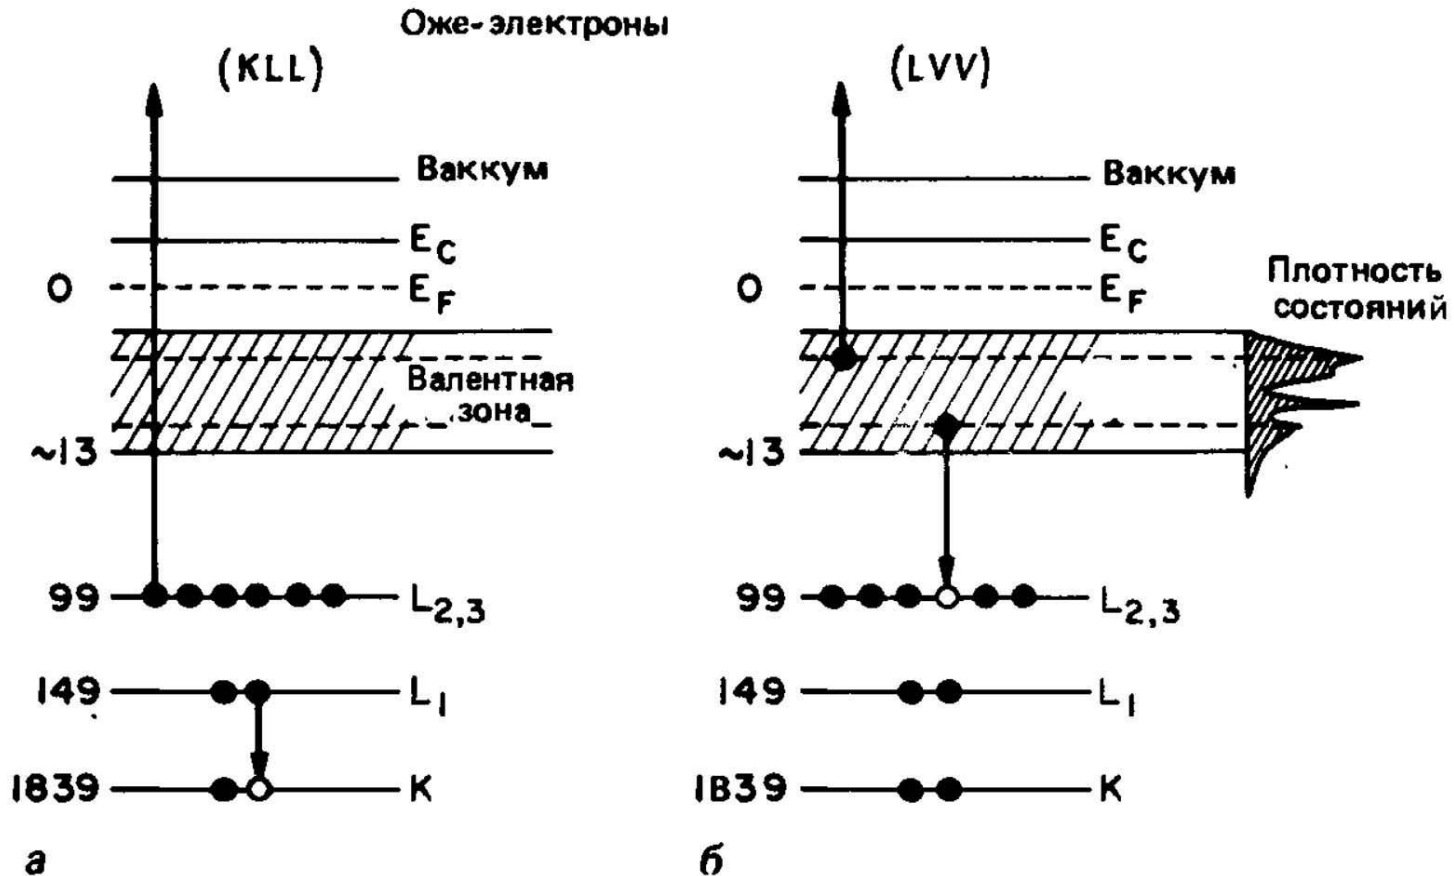 Оже-электроны
(KLL)
Ваккум
E_C
0
E_F
Валентная
зона
~13
99
L_2,3
149
L_1
1839
K
а
(LVV)
Ваккум
E_C
0
E_F
Плотность
состояний
~13
99
L_2,3
149
L_1
1B39
K
б